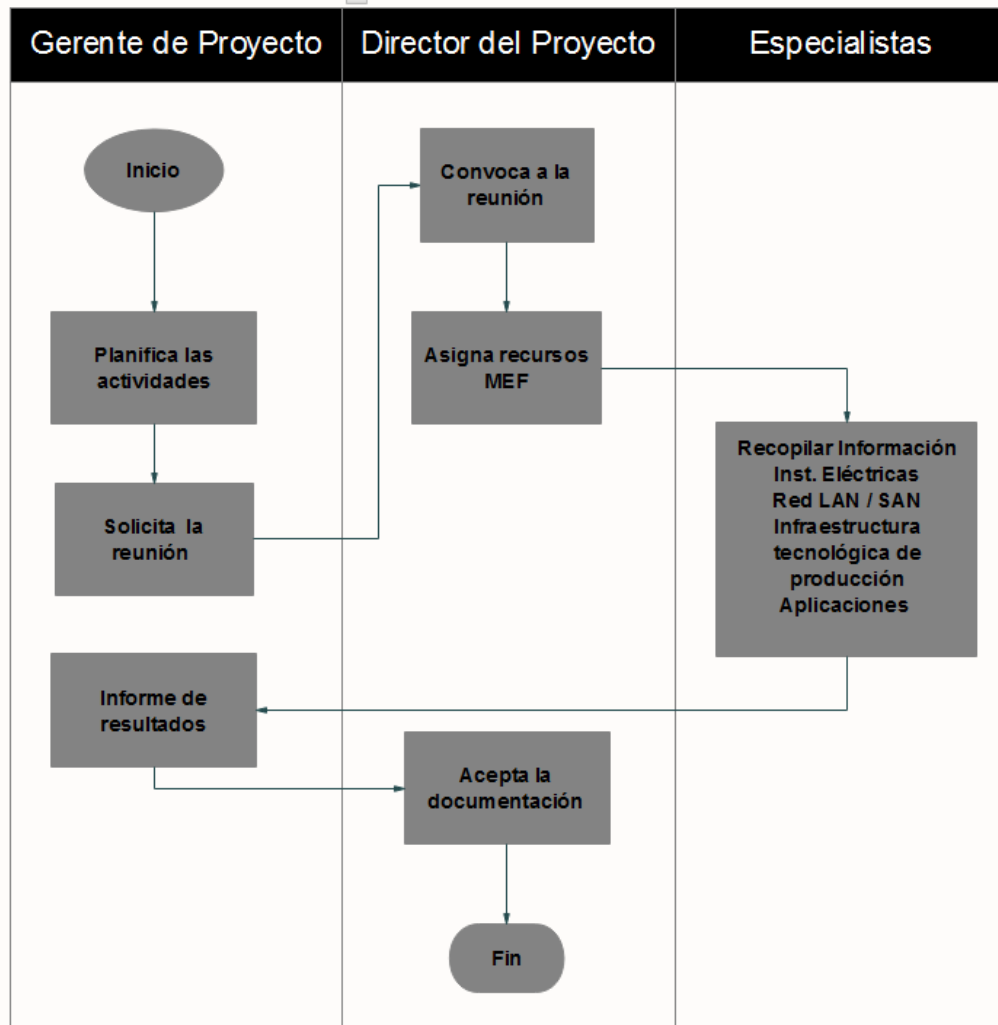 Gerente de Proyecto
Director del Proyecto
Especialistas
Inicio
Planifica las
actividades
Solicita la
reunión
Convoca a la
reunión
Asigna recursos
MEF
Recopilar Información
Inst. Eléctricas
Red LAN / SAN
Infraestructura
tecnológica de
producción
Aplicaciones
Informe de
resultados
Acepta la
documentación
Fin